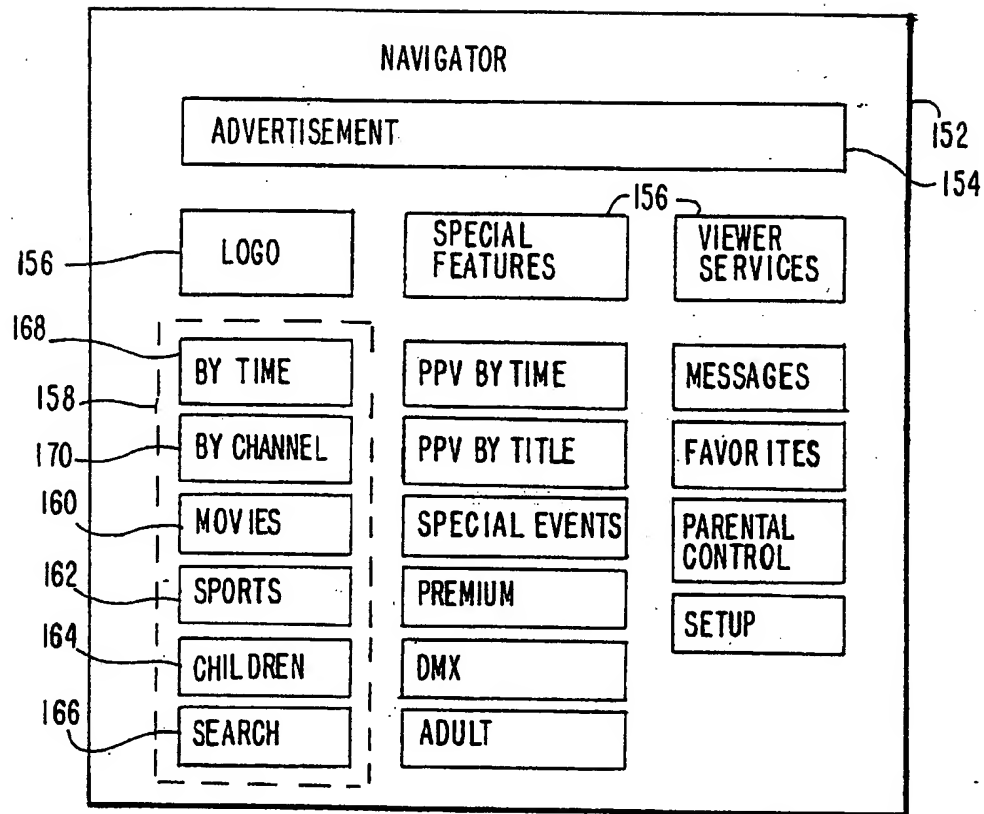 NAVIGATOR
ADVERTISEMENT
152
154
156
156
LOGO
SPECIAL
FEATURES
VIEWER
SERVICES
168
158
170
160
162
164
166
BY TIME
BY CHANNEL
MOVIES
SPORTS
CHILDREN
SEARCH
PPV BY TIME
PPV BY TITLE
SPECIAL EVENTS
PREMIUM
DMX
ADULT
MESSAGES
FAVORITES
PARENTAL
CONTROL
SETUP